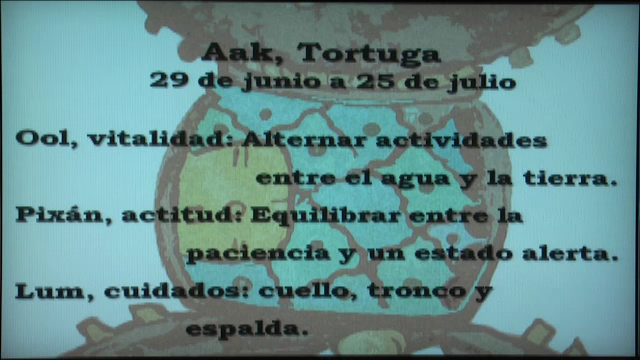 Aak, Tortuga
29 de junio a 25 de julio
Ool, vitalidad: Alternar actividades
entre el agua y la tierra.
Pixán, actitud: Equilibrar entre la
paciencia y un estado alerta.
Lum, cuidados: cuello, tronco y
espalda.